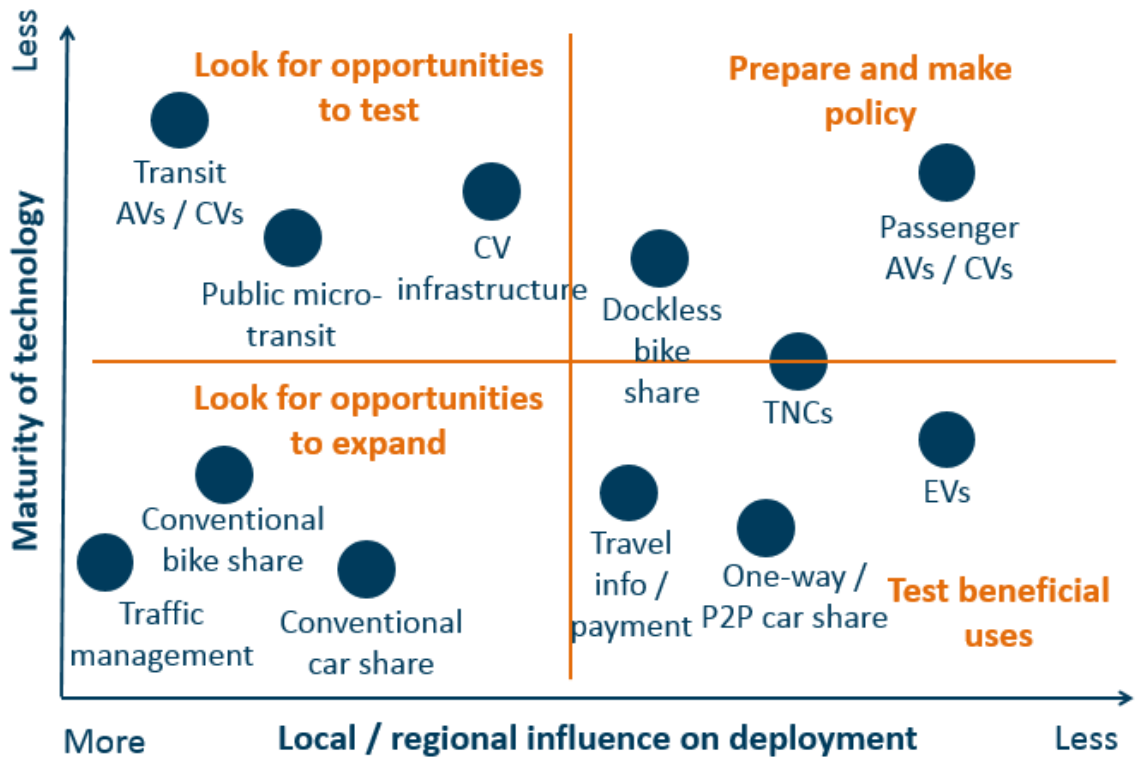 Less
Maturity of technology
Look for opportunities
to test
Prepare and make
policy
Transit
AVs / CVs
Public micro-
transit
CV
infrastructure
Dockless
bike
share
Passenger
AVs / CVs
TNCs
Look for opportunities
to expand
Conventional
bike share
Traffic
management
Conventional
car share
EVs
Travel
info /
payment
One-way /
P2P car share
Test beneficial
uses
More
Local / regional influence on deployment
Less